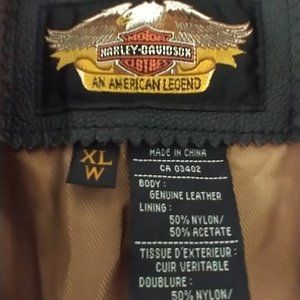 MOTOR
HARLEY-DAVIDSON
CYCLES
AN AMERICAN LEGEND
XL
W
MADE IN CHINA
CA 03402
BODY :
GENUINE LEATHER
LINING :
50% NYLON/
50% ACETATE
TISSUE D'EXTERIEUR :
CUIR VERITABLE
DOUBLURE :
50% NYLON/